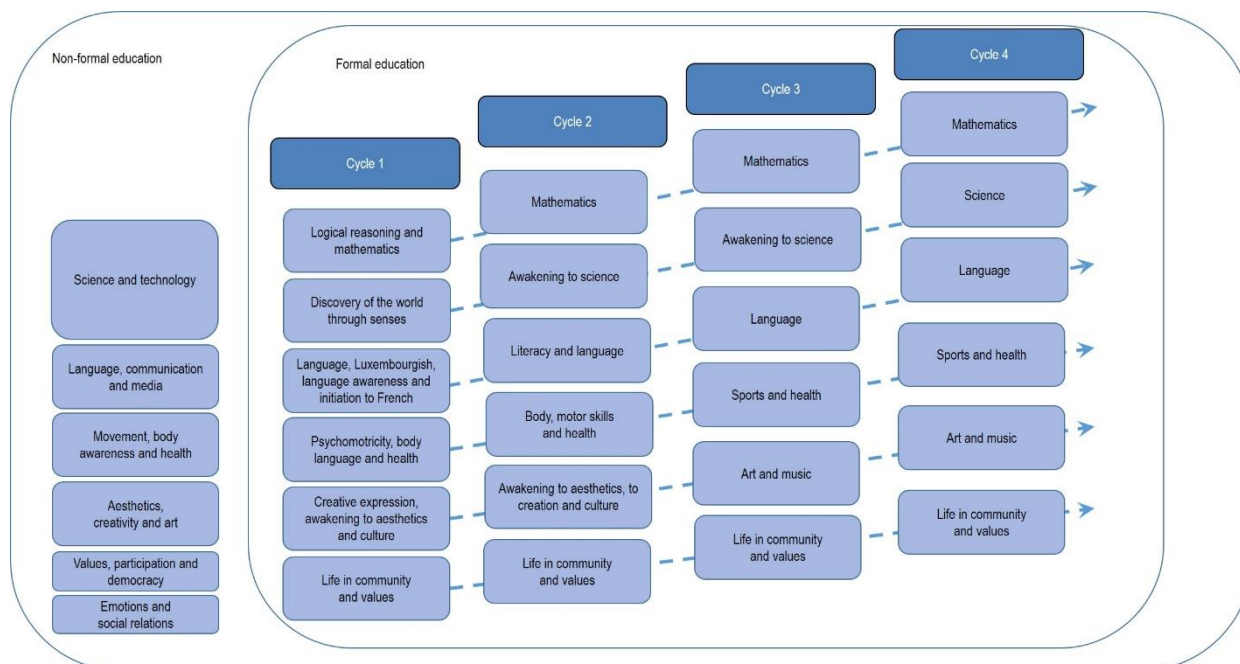 Non-formal education
Science and technology
Language, communication
and media
Movement, body
awareness and health
Aesthetics,
creativity and art
Values, participation and
democracy
Emotions and
social relations
Formal education
Cycle 1
Logical reasoning and
mathematics
Discovery of the world
through senses
Language, Luxembourgish,
language awareness and
initiation to French
Psychomotricity, body
language and health
Creative expression,
awakening to aesthetics
and culture
Life in community
and values
Cycle 2
Mathematics
Awakening to science
Literacy and language
Body, motor skills
and health
Awakening to aesthetics, to
creation and culture
Life in community
and values
Cycle 3
Mathematics
Awakening to science
Language
Sports and health
Art and music
Life in community
and values
Cycle 4
Mathematics
Science
Language
Sports and health
Art and music
Life in community
and values